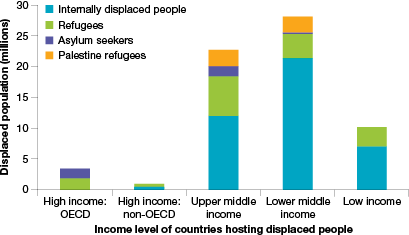 Displaced population (millions)
30
25
20
15
10
5
0
Internally displaced people
Refugees
Asylum seekers
Palestine refugees
High income:
OECD
High income:
non-OECD
Upper middle
income
Lower middle
income
Low income
Income level of countries hosting displaced people